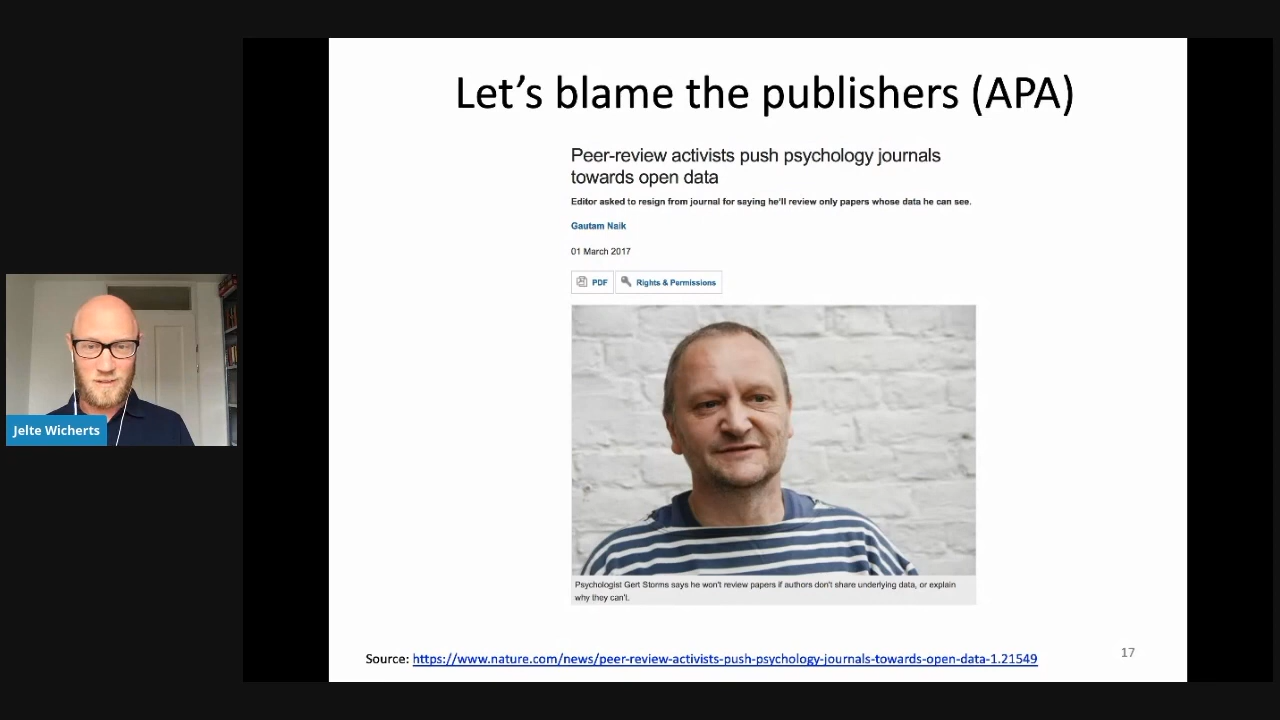 Let's blame the publishers (APA)
Peer-review activists push psychology journals
towards open data
Editor asked to resign from journal for saying he'll review only papers whose data he can see.
Gautam Naik
01 March 2017
PDF
Rights & Permissions
Psychologist Gert Storms says he won't review papers if authors don't share underlying data, or explain
why they can't.
Jelte Wicherts
Source: https://www.nature.com/news/peer-review-activists-push-psychology-journals-towards-open-data-1.21549
17